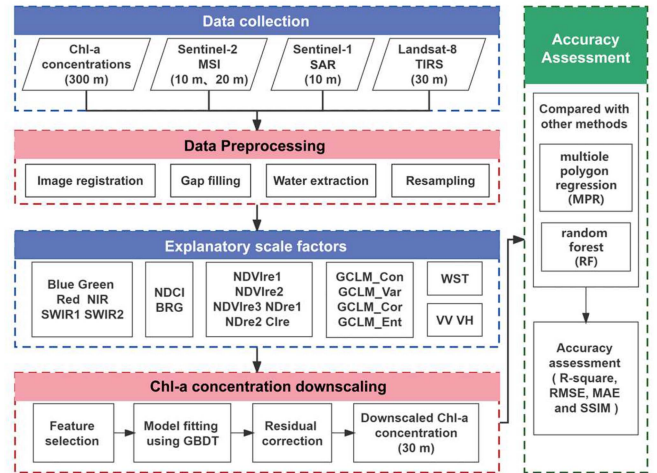 Data collection
Chl-a
concentrations
(300 m)
Sentinel-2
MSI
(10 m、20 m)
Sentinel-1
SAR
(10 m)
Landsat-8
TIRS
(30 m)
Data Preprocessing
Image registration
Gap filling
Water extraction
Resampling
Explanatory scale factors
Blue Green
Red NIR
SWIR1 SWIR2
NDCI
BRG
NDVIre1
NDVIre2
NDVIre3 NDre1
NDre2 CIre
GCLM_Con
GCLM_Var
GCLM_Cor
GCLM_Ent
WST
VV VH
Chl-a concentration downscaling
Feature
selection
Model fitting
using GBDT
Residual
correction
Downscaled Chl-a
concentration
(30 m)
Accuracy
Assessment
Compared with
other methods
multiole
polygon
regression
(MPR)
random
forest
(RF)
Accuracy
assessment
( R-square,
RMSE, MAE
and SSIM )